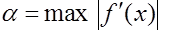 α = max |f′(x)|